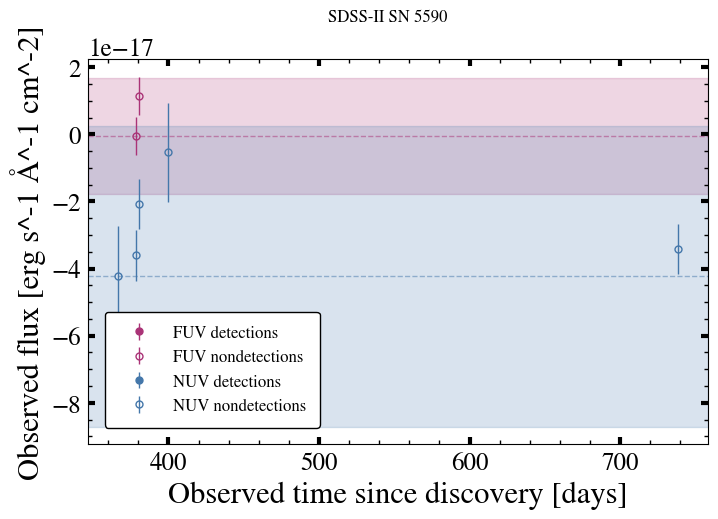 SDSS-II SN 5590
1e−17
Observed flux [erg s^-1 Å^-1 cm^-2]
2
0
−2
−4
−6
−8
FUV detections
FUV nondetections
NUV detections
NUV nondetections
400 500 600 700
Observed time since discovery [days]